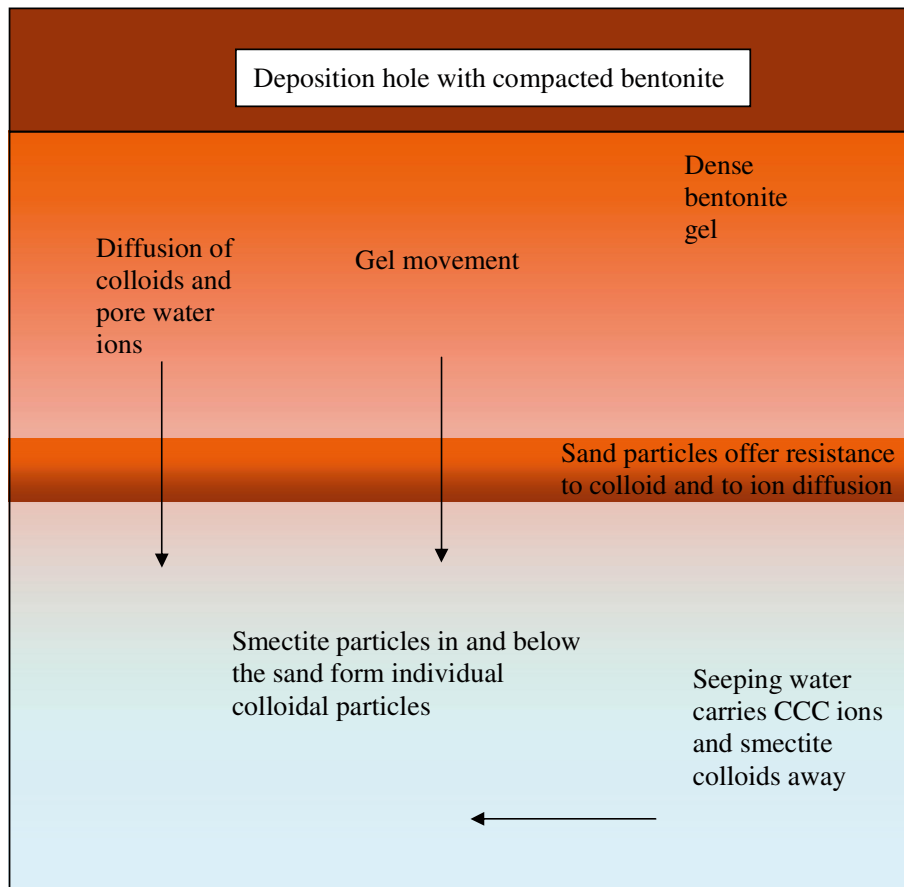 Deposition hole with compacted bentonite
Dense
bentonite
gel
Diffusion of
colloids and
pore water
ions
Gel movement
Sand particles offer resistance
to colloid and to ion diffusion
Smectite particles in and below
the sand form individual
colloidal particles
Seeping water
carries CCC ions
and smectite
colloids away